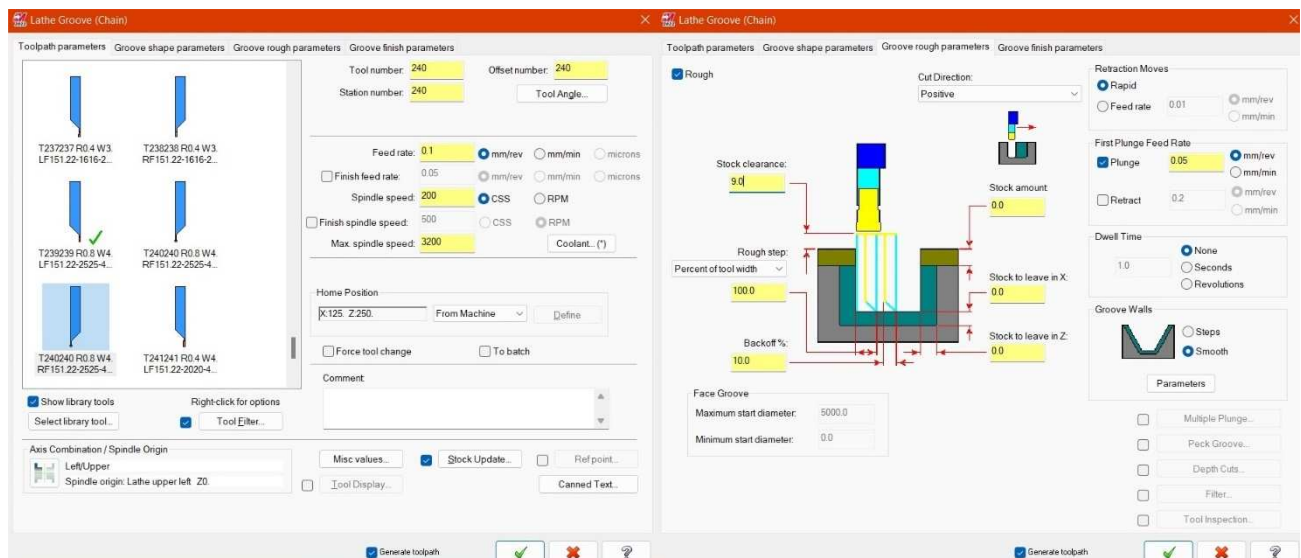 Lathe Groove (Chain)
Toolpath parameters Groove shape parameters Groove rough parameters Groove finish parameters
T237237 R0.4 W3.
LF151.22-1616-2...
T238238 R0.4 W3.
RF151.22-1616-2...
T239239 R0.8 W4.
LF151.22-2525-4...
T240240 R0.8 W4.
RF151.22-2525-4...
T240240 R0.8 W4.
RF151.22-2525-4...
T241241 R0.4 W4.
LF151.22-2020-4...
Show library tools
Right-click for options
Select library tool...
Tool Filter...
Axis Combination / Spindle Origin
Left/Upper
Spindle origin: Lathe upper left Z0.
Tool number: 240 Offset number: 240
Station number: 240 Tool Angle...
Feed rate: 0.1 mm/rev mm/min microns
Finish feed rate: 0.05 mm/rev mm/min microns
Spindle speed: 200 CSS RPM
Finish spindle speed: 500 CSS RPM
Max. spindle speed: 3200 Coolant... (*)
Home Position
X:125. Z:250. From Machine Define
Force tool change To batch
Comment:
Misc values... Stock Update... Ref point...
Tool Display... Canned Text...
Generate toolpath
Lathe Groove (Chain)
Toolpath parameters Groove shape parameters Groove rough parameters Groove finish parameters
Rough
Cut Direction:
Positive
Stock clearance:
9.0
Stock amount:
0.0
Rough step:
Percent of tool width
100.0
Stock to leave in X:
0.0
Backoff %:
10.0
Stock to leave in Z:
0.0
Face Groove
Maximum start diameter: 5000.0
Minimum start diameter: 0.0
Retraction Moves
Rapid
Feed rate 0.01 mm/rev
mm/min
First Plunge Feed Rate
Plunge 0.05 mm/rev
mm/min
Retract 0.2 mm/rev
mm/min
Dwell Time
None
1.0 Seconds
Revolutions
Groove Walls
Steps
Smooth
Parameters
Multiple Plunge...
Peck Groove...
Depth Cuts...
Filter...
Tool Inspection...
Generate toolpath